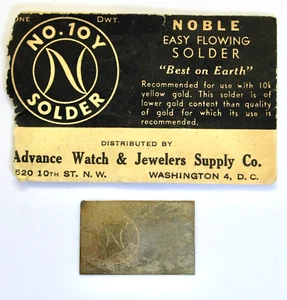 ONE DWT.
NO. 10Y
N
SOLDER
NOBLE
EASY FLOWING
SOLDER
"Best on Earth"
Recommended for use with 10k
yellow gold. This solder is of
lower gold content than quality
of gold for which its use is
recommended.
DISTRIBUTED BY
Advance Watch & Jewelers Supply Co.
520 10TH ST. N. W. WASHINGTON 4, D. C.
N